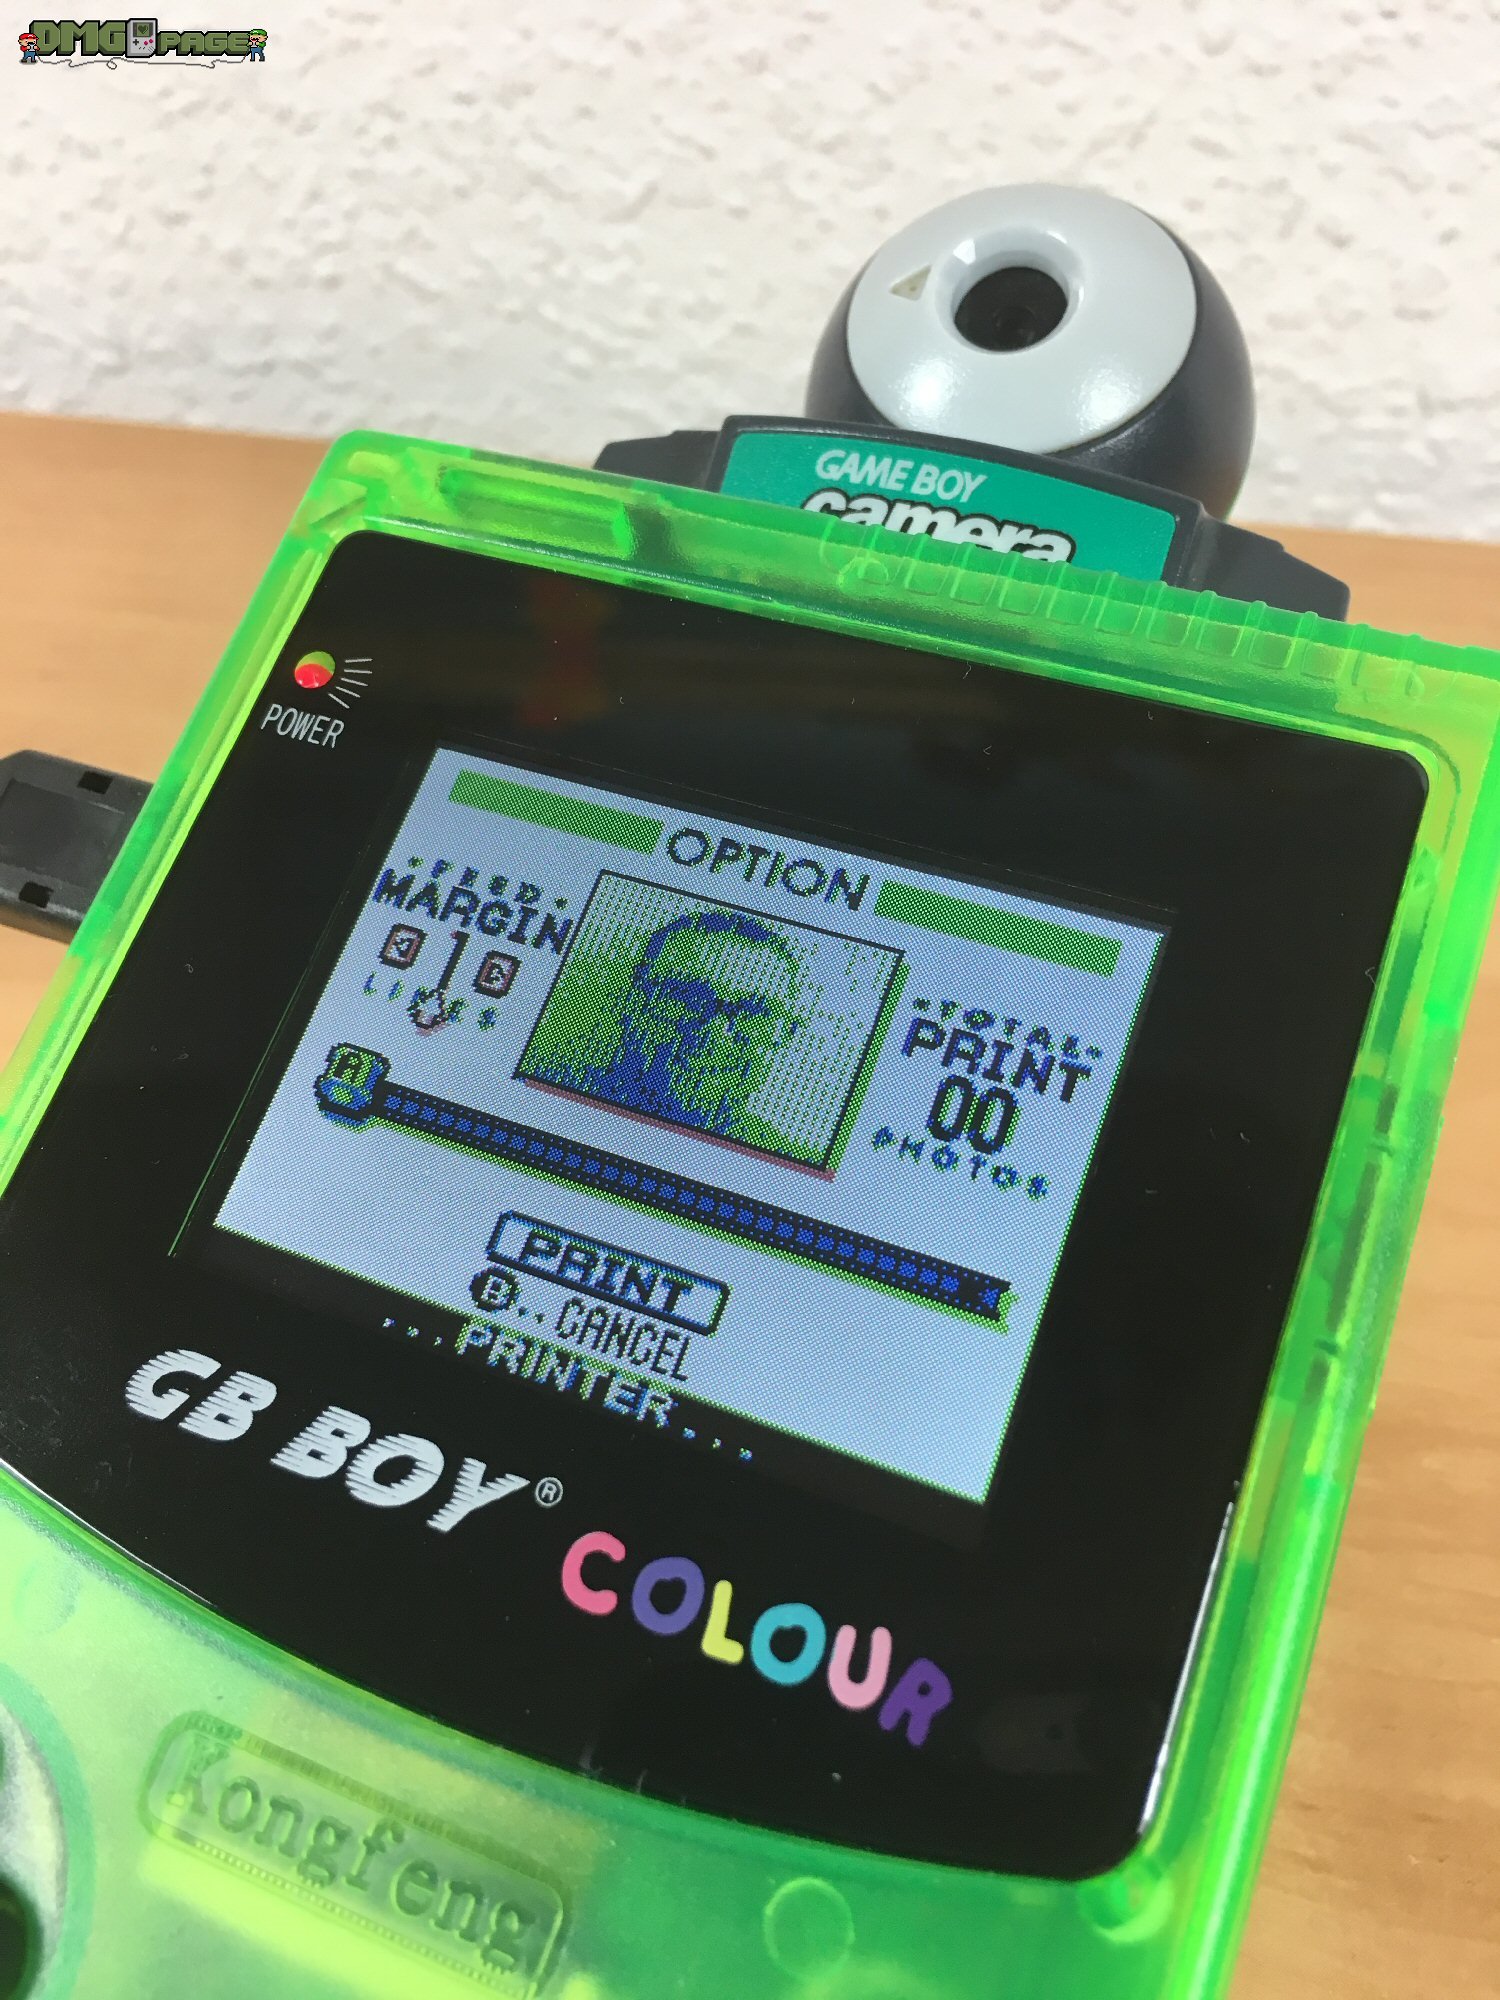 DMG PAGE
GAME BOY
camera
POWER
OPTION
FEED
MARGIN
1
LINES
TOTAL
PRINT
00
PHOTOS
PRINT
B..CANCEL
...PRINTER...
GB BOY®
COLOUR
Kongfeng